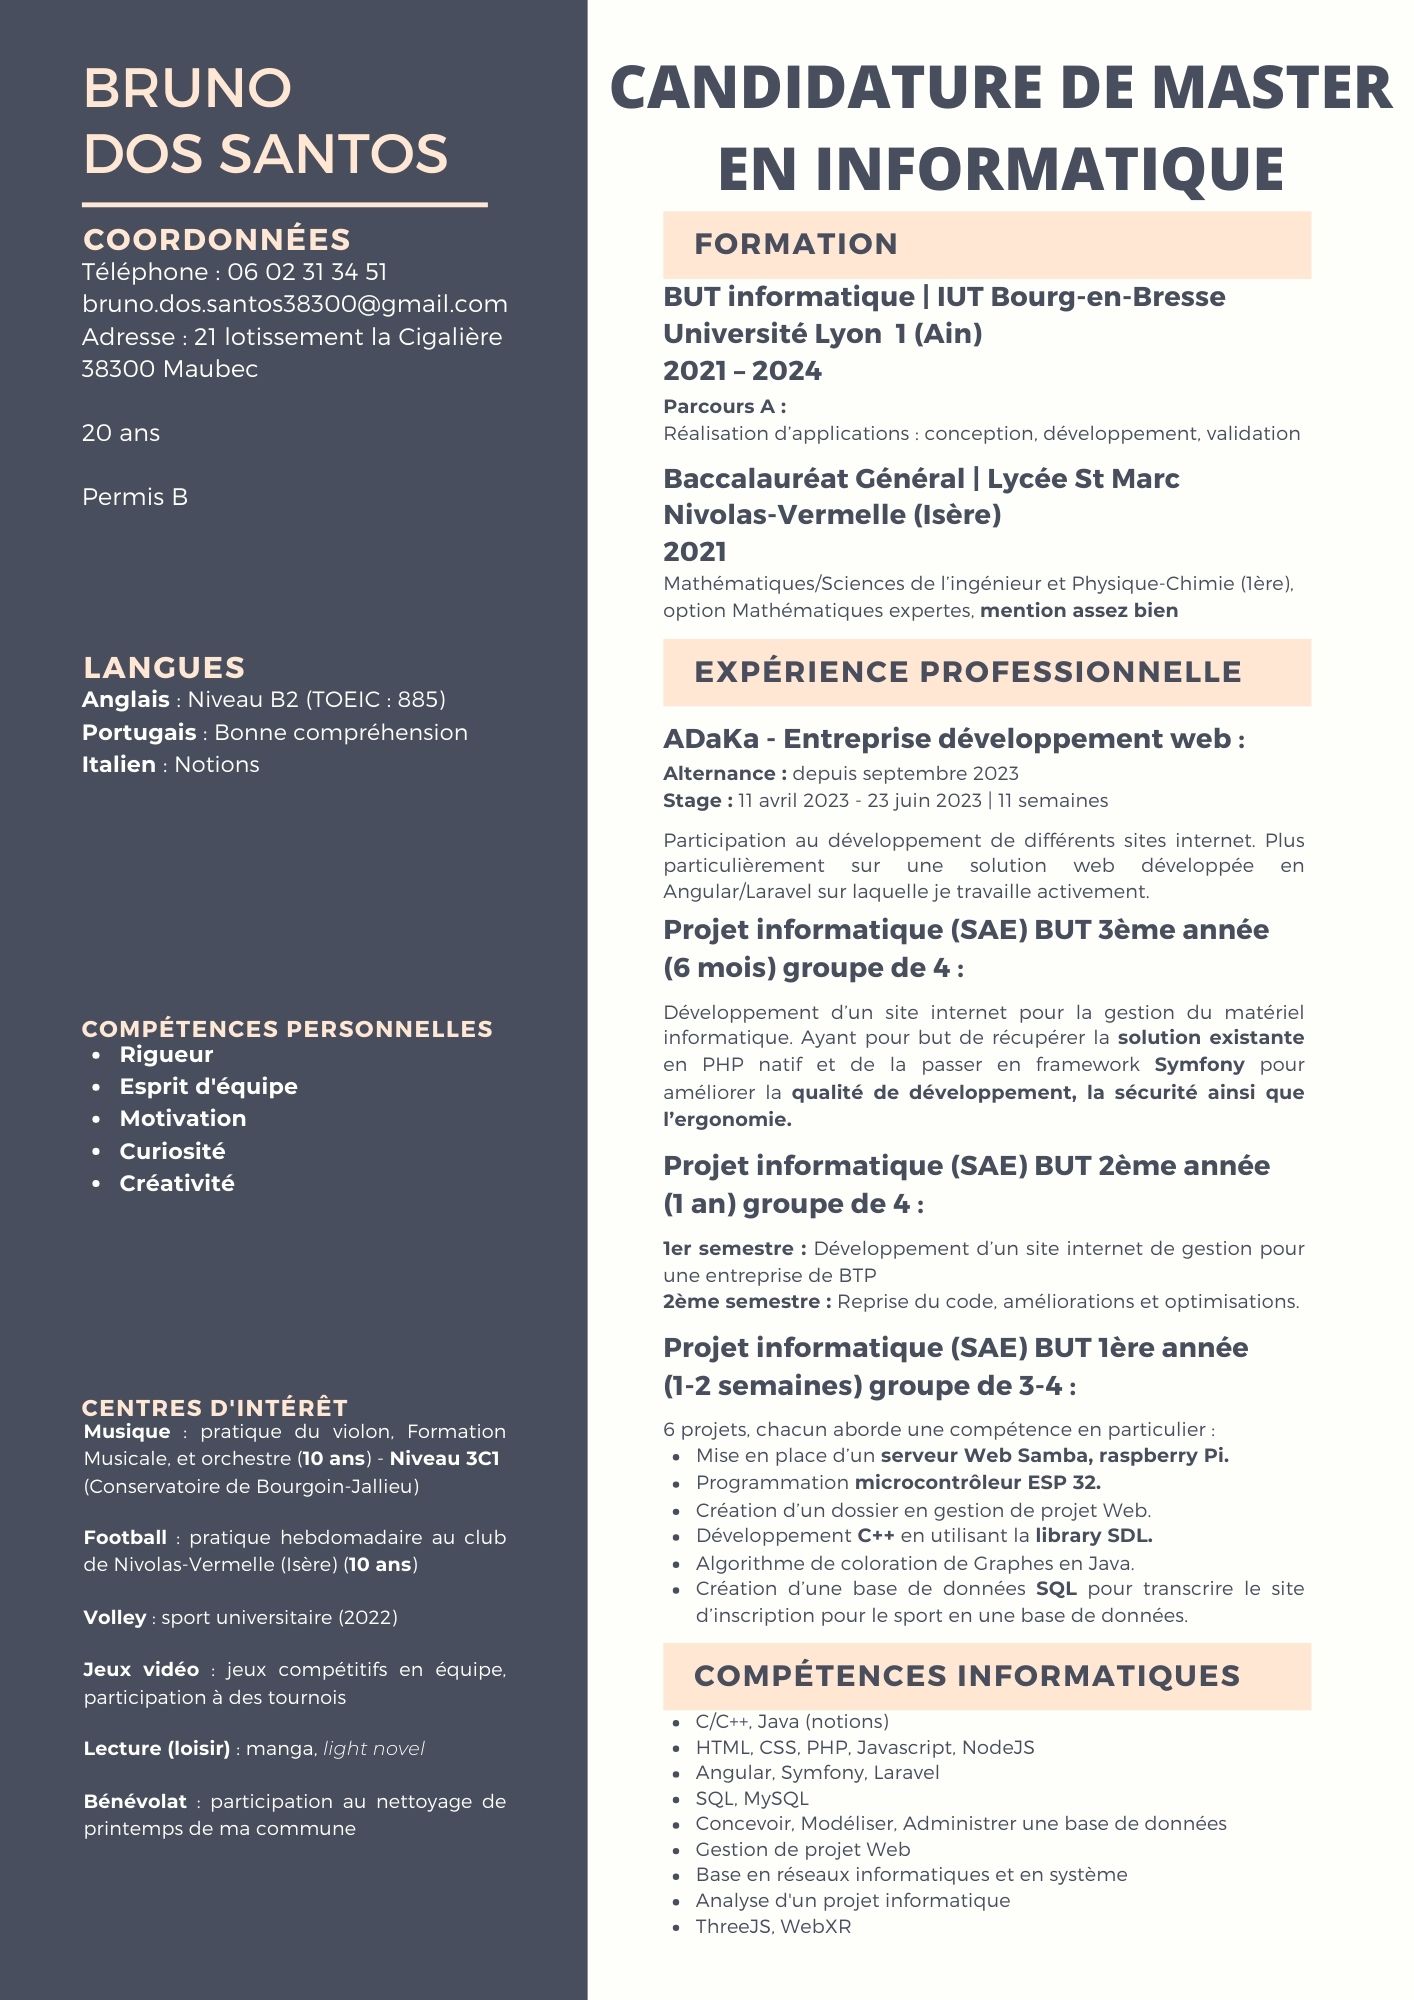 BRUNO
DOS SANTOS
COORDONNÉES
Téléphone : 06 02 31 34 51
bruno.dos.santos38300@gmail.com
Adresse : 21 lotissement la Cigalière
38300 Maubec
20 ans
Permis B
LANGUES
Anglais : Niveau B2 (TOEIC : 885)
Portugais : Bonne compréhension
Italien : Notions
COMPÉTENCES PERSONNELLES
• Rigueur
• Esprit d'équipe
• Motivation
• Curiosité
• Créativité
CENTRES D'INTÉRÊT
Musique : pratique du violon, Formation
Musicale, et orchestre (10 ans) - Niveau 3C1
(Conservatoire de Bourgoin-Jallieu)
Football : pratique hebdomadaire au club
de Nivolas-Vermelle (Isère) (10 ans)
Volley : sport universitaire (2022)
Jeux vidéo : jeux compétitifs en équipe,
participation à des tournois
Lecture (loisir) : manga, light novel
Bénévolat : participation au nettoyage de
printemps de ma commune
CANDIDATURE DE MASTER
EN INFORMATIQUE
FORMATION
BUT informatique | IUT Bourg-en-Bresse
Université Lyon 1 (Ain)
2021 – 2024
Parcours A :
Réalisation d’applications : conception, développement, validation
Baccalauréat Général | Lycée St Marc
Nivolas-Vermelle (Isère)
2021
Mathématiques/Sciences de l’ingénieur et Physique-Chimie (1ère),
option Mathématiques expertes, mention assez bien
EXPÉRIENCE PROFESSIONNELLE
ADaKa - Entreprise développement web :
Alternance : depuis septembre 2023
Stage : 11 avril 2023 - 23 juin 2023 | 11 semaines
Participation au développement de différents sites internet. Plus
particulièrement sur une solution web développée en
Angular/Laravel sur laquelle je travaille activement.
Projet informatique (SAE) BUT 3ème année
(6 mois) groupe de 4 :
Développement d’un site internet pour la gestion du matériel
informatique. Ayant pour but de récupérer la solution existante
en PHP natif et de la passer en framework Symfony pour
améliorer la qualité de développement, la sécurité ainsi que
l’ergonomie.
Projet informatique (SAE) BUT 2ème année
(1 an) groupe de 4 :
1er semestre : Développement d’un site internet de gestion pour
une entreprise de BTP
2ème semestre : Reprise du code, améliorations et optimisations.
Projet informatique (SAE) BUT 1ère année
(1-2 semaines) groupe de 3-4 :
6 projets, chacun aborde une compétence en particulier :
• Mise en place d’un serveur Web Samba, raspberry Pi.
• Programmation microcontrôleur ESP 32.
• Création d’un dossier en gestion de projet Web.
• Développement C++ en utilisant la library SDL.
• Algorithme de coloration de Graphes en Java.
• Création d’une base de données SQL pour transcrire le site
d’inscription pour le sport en une base de données.
COMPÉTENCES INFORMATIQUES
• C/C++, Java (notions)
• HTML, CSS, PHP, Javascript, NodeJS
• Angular, Symfony, Laravel
• SQL, MySQL
• Concevoir, Modéliser, Administrer une base de données
• Gestion de projet Web
• Base en réseaux informatiques et en système
• Analyse d'un projet informatique
• ThreeJS, WebXR